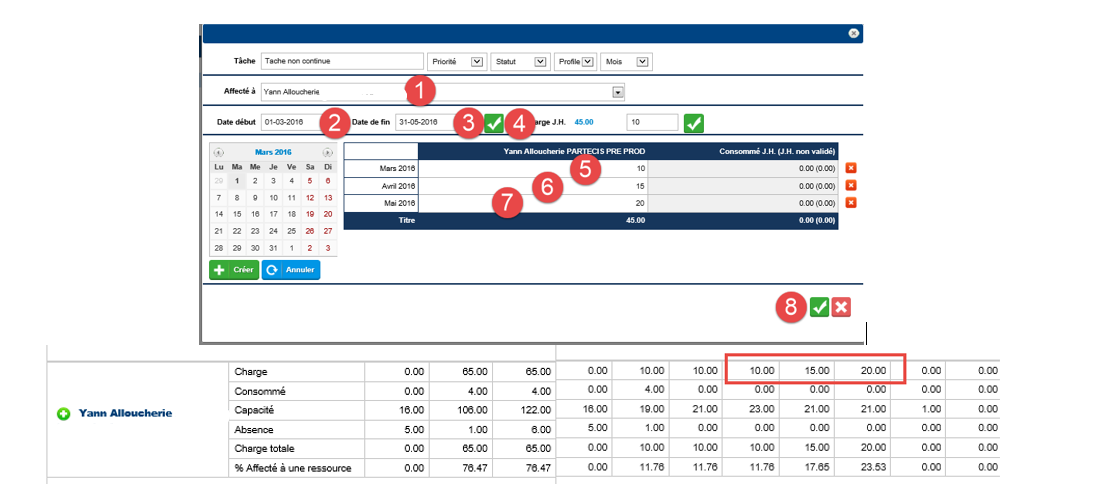 Tâche Tache non continue Priorité Statut Profile Mois
Affecté à Yann Alloucherie 1
Date début 01-03-2016 2 Date de fin 31-05-2016 3 4 arge J.H. 45.00 10
Mars 2016 Yann Alloucherie PARTECIS PRE PROD Consommé J.H. (J.H. non validé)
Lu Ma Me Je Ve Sa Di Mars 2016 5 10 0.00 (0.00)
29 1 2 3 4 5 6 Avril 2016 6 15 0.00 (0.00)
7 8 9 10 11 12 13 Mai 2016 7 20 0.00 (0.00)
14 15 16 17 18 19 20 Titre 45.00 0.00 (0.00)
21 22 23 24 25 26 27
28 29 30 31 1 2 3
Créer Annuler
8
Charge 0.00 65.00 65.00 0.00 10.00 10.00 10.00 15.00 20.00 0.00 0.00
Consommé 0.00 4.00 4.00 0.00 4.00 0.00 0.00 0.00 0.00 0.00 0.00
Yann Alloucherie Capacité 16.00 106.00 122.00 16.00 19.00 21.00 23.00 21.00 21.00 1.00 0.00
Absence 5.00 1.00 6.00 5.00 1.00 0.00 0.00 0.00 0.00 0.00 0.00
Charge totale 0.00 65.00 65.00 0.00 10.00 10.00 10.00 15.00 20.00 0.00 0.00
% Affecté à une ressource 0.00 76.47 76.47 0.00 11.76 11.76 11.76 17.65 23.53 0.00 0.00